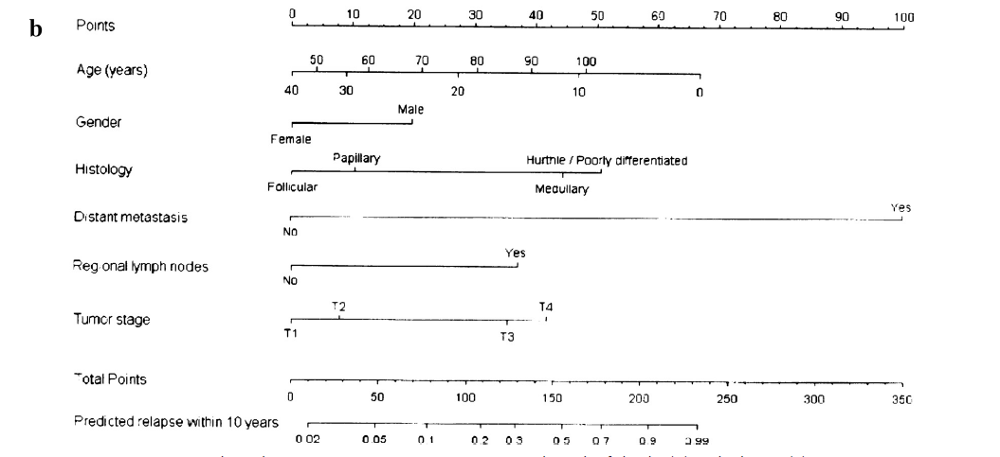 b
Points
0 10 20 30 40 50 60 70 80 90 100
Age (years)
50 60 70 80 90 100
40 30 20 10 0
Gender
Male
Female
Histology
Papillary Hurthle / Poorly differentiated
Follicular Medullary
Distant metastasis
Yes
No
Regional lymph nodes
Yes
No
Tumor stage
T2 T4
T1 T3
Total Points
0 50 100 150 200 250 300 350
Predicted relapse within 10 years
0.02 0.05 0.1 0.2 0.3 0.5 0.7 0.9 0.99